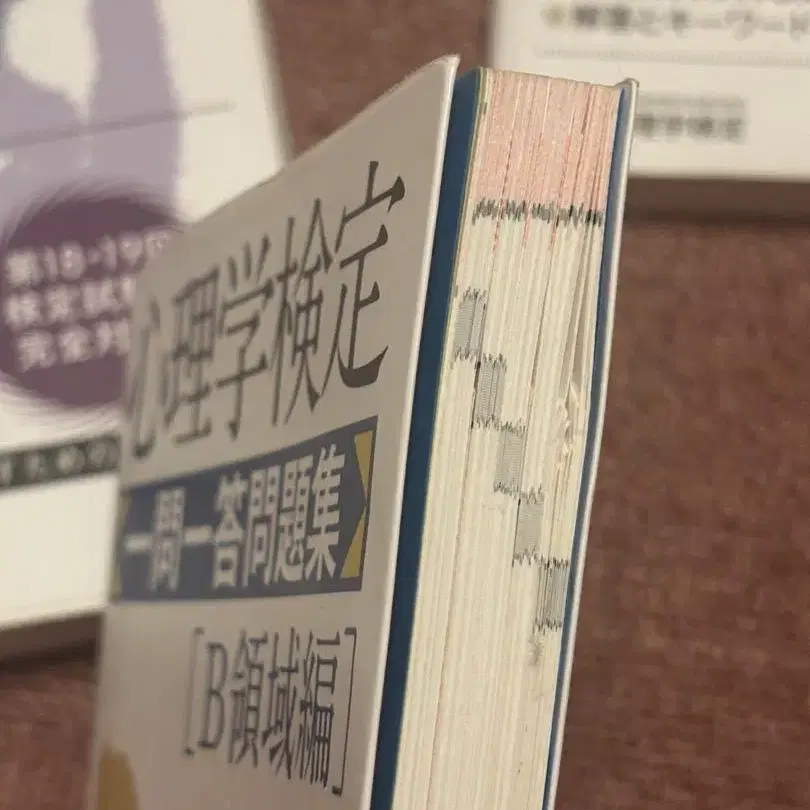 心理学検定
一問一答問題集
[B領域編]
第18・19回
検定試験
完全対